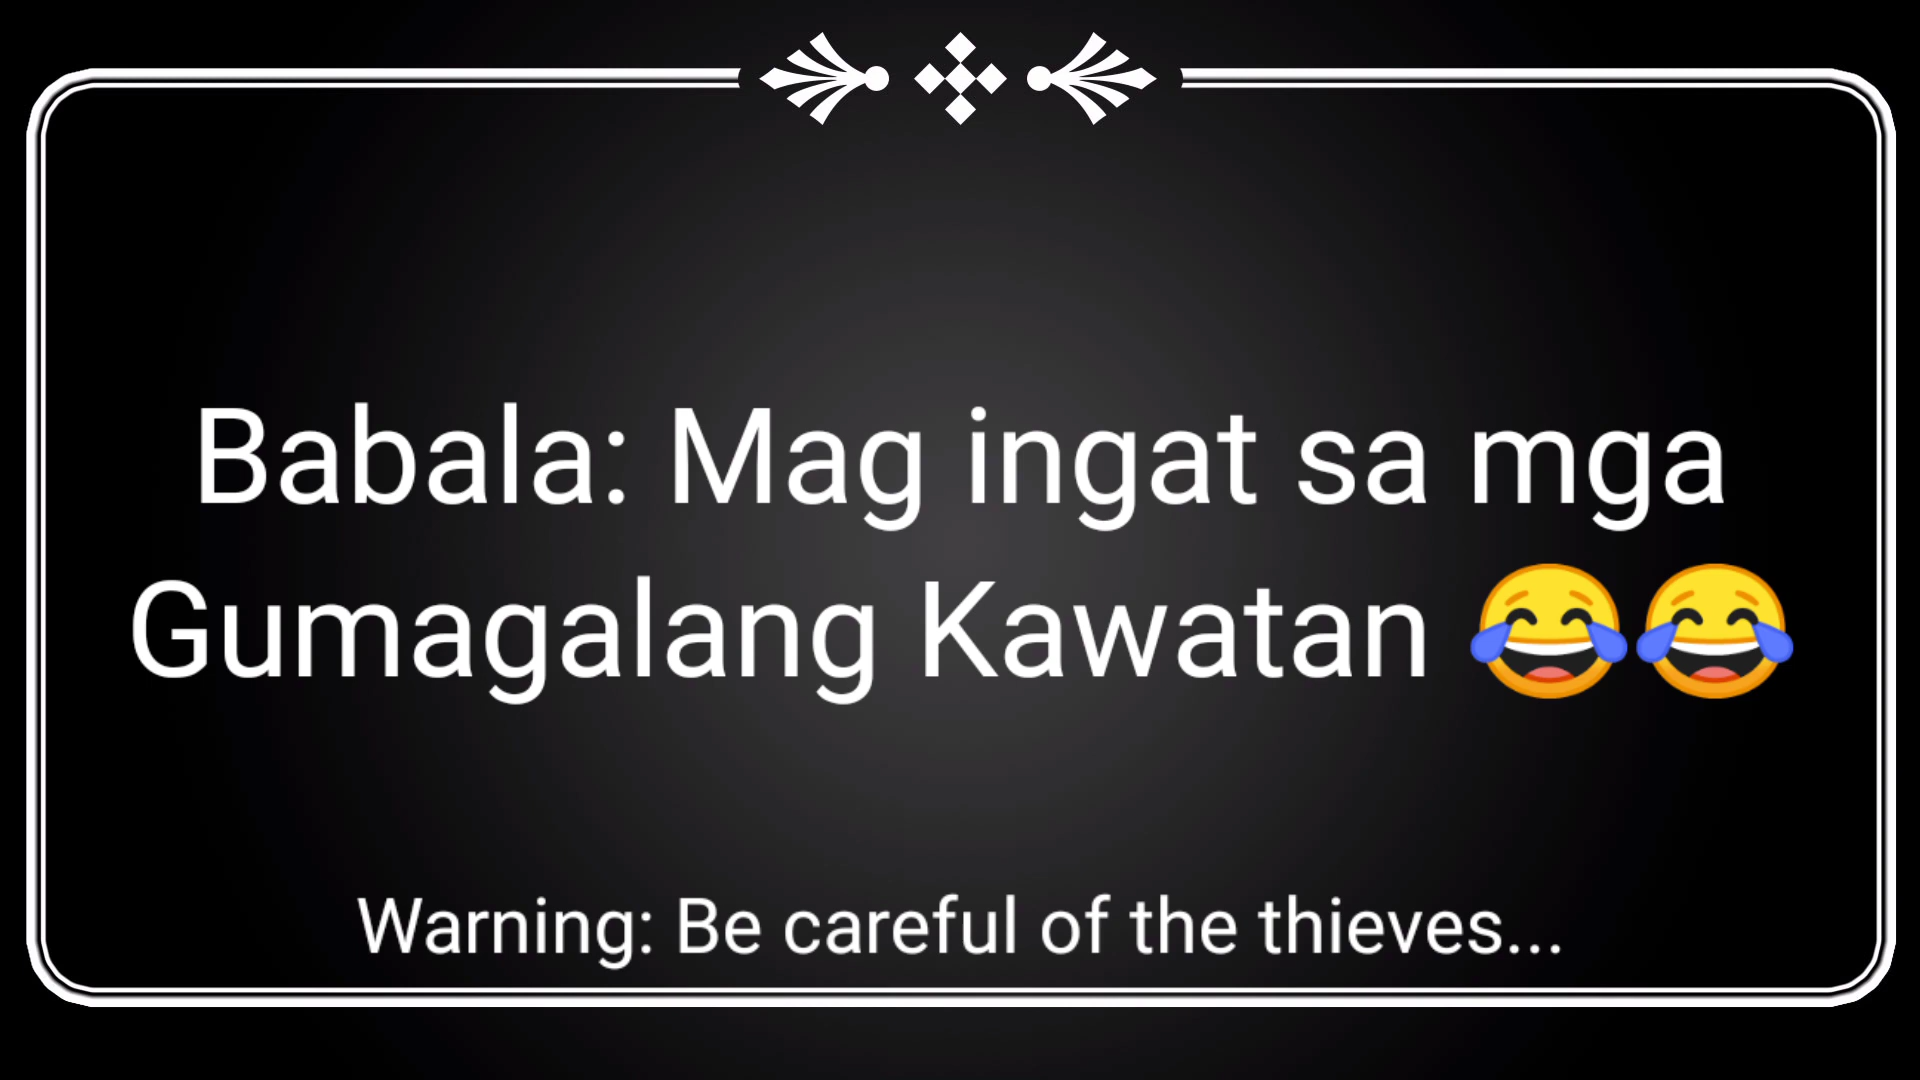 Babala: Mag ingat sa mga
Gumagalang Kawatan 😂😂
Warning: Be careful of the thieves...